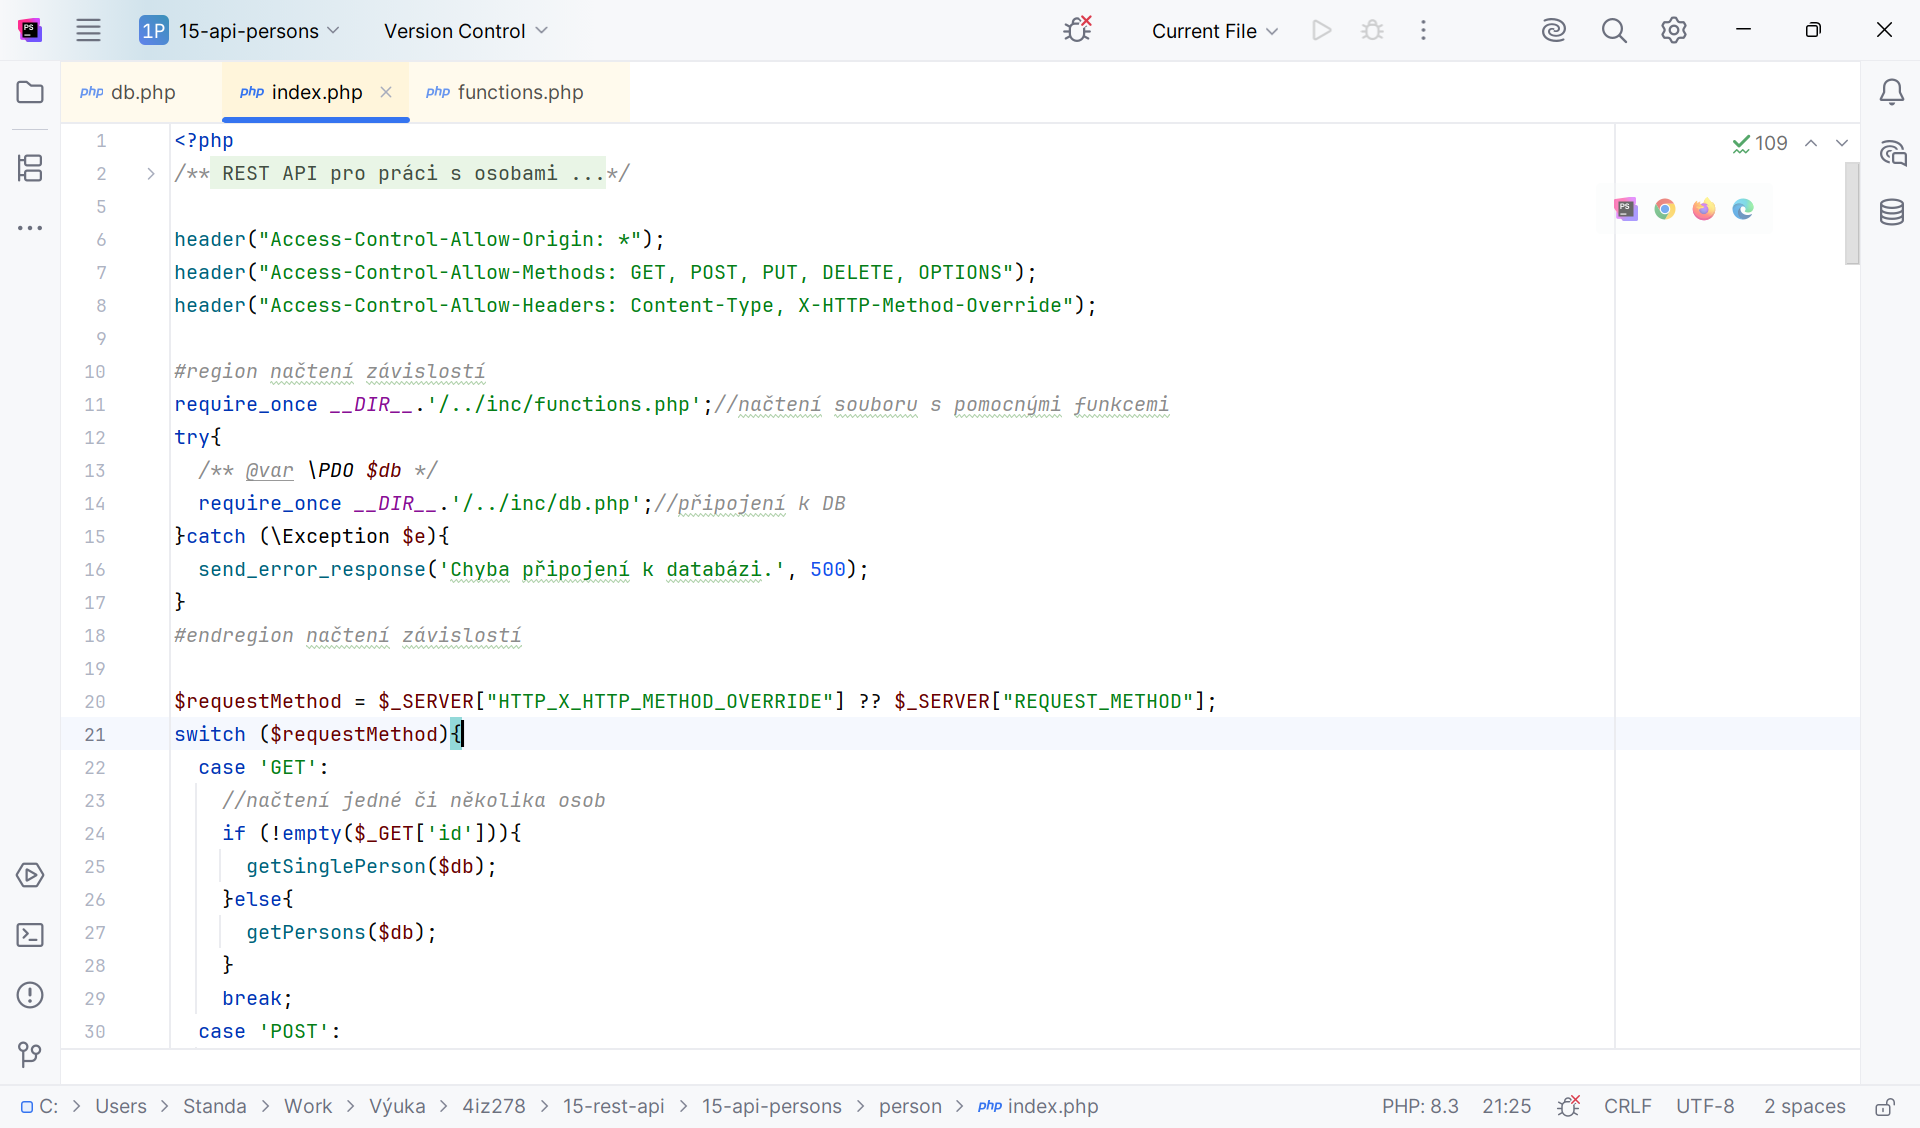 PS 1P 15-api-persons Version Control Current File
php db.php php index.php php functions.php
109
PS
1 <?php
2 /** REST API pro práci s osobami ...*/
5
6 header("Access-Control-Allow-Origin: *");
7 header("Access-Control-Allow-Methods: GET, POST, PUT, DELETE, OPTIONS");
8 header("Access-Control-Allow-Headers: Content-Type, X-HTTP-Method-Override");
9
10 #region načtení závislostí
11 require_once __DIR__.'/../inc/functions.php';//načtení souboru s pomocnými funkcemi
12 try{
13   /** @var \PDO $db */
14   require_once __DIR__.'/../inc/db.php';//připojení k DB
15 }catch (\Exception $e){
16   send_error_response('Chyba připojení k databázi.', 500);
17 }
18 #endregion načtení závislostí
19
20 $requestMethod = $_SERVER["HTTP_X_HTTP_METHOD_OVERRIDE"] ?? $_SERVER["REQUEST_METHOD"];
21 switch ($requestMethod){
22   case 'GET':
23     //načtení jedné či několika osob
24     if (!empty($_GET['id'])){
25       getSinglePerson($db);
26     }else{
27       getPersons($db);
28     }
29     break;
30   case 'POST':
C: > Users > Standa > Work > Výuka > 4iz278 > 15-rest-api > 15-api-persons > person > php index.php PHP: 8.3 21:25 CRLF UTF-8 2 spaces